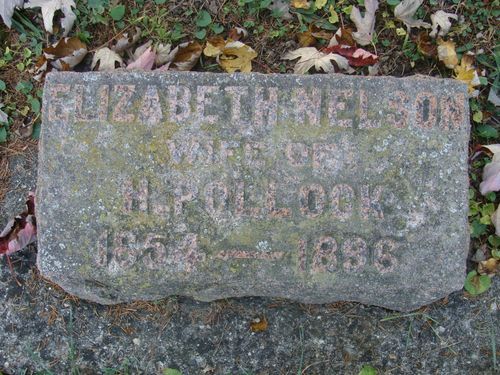 ELIZABETH NELSON
WIFE OF
H. POLLOCK
1854 — 1886